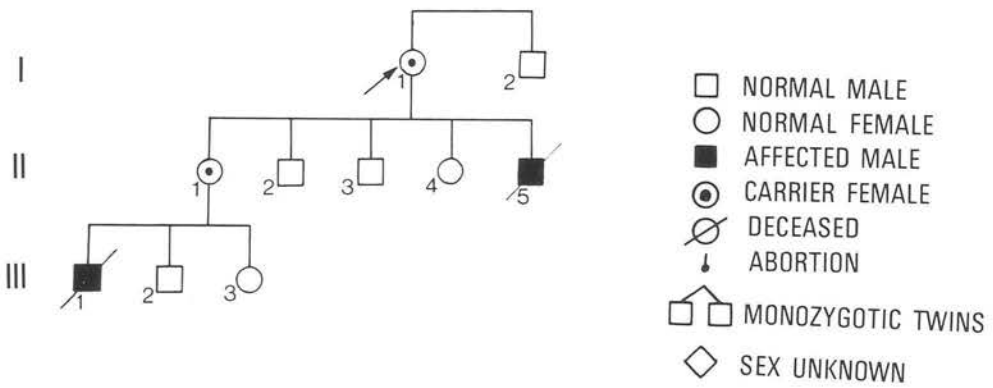 I
1 2
II
1 2 3 4 5
III
1 2 3
NORMAL MALE
NORMAL FEMALE
AFFECTED MALE
CARRIER FEMALE
DECEASED
ABORTION
MONOZYGOTIC TWINS
SEX UNKNOWN